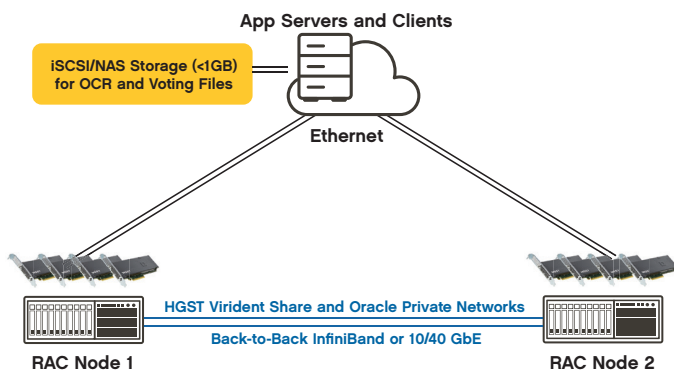 App Servers and Clients
iSCSI/NAS Storage (<1GB)
for OCR and Voting Files
Ethernet
HGST Virident Share and Oracle Private Networks
Back-to-Back InfiniBand or 10/40 GbE
RAC Node 1
RAC Node 2